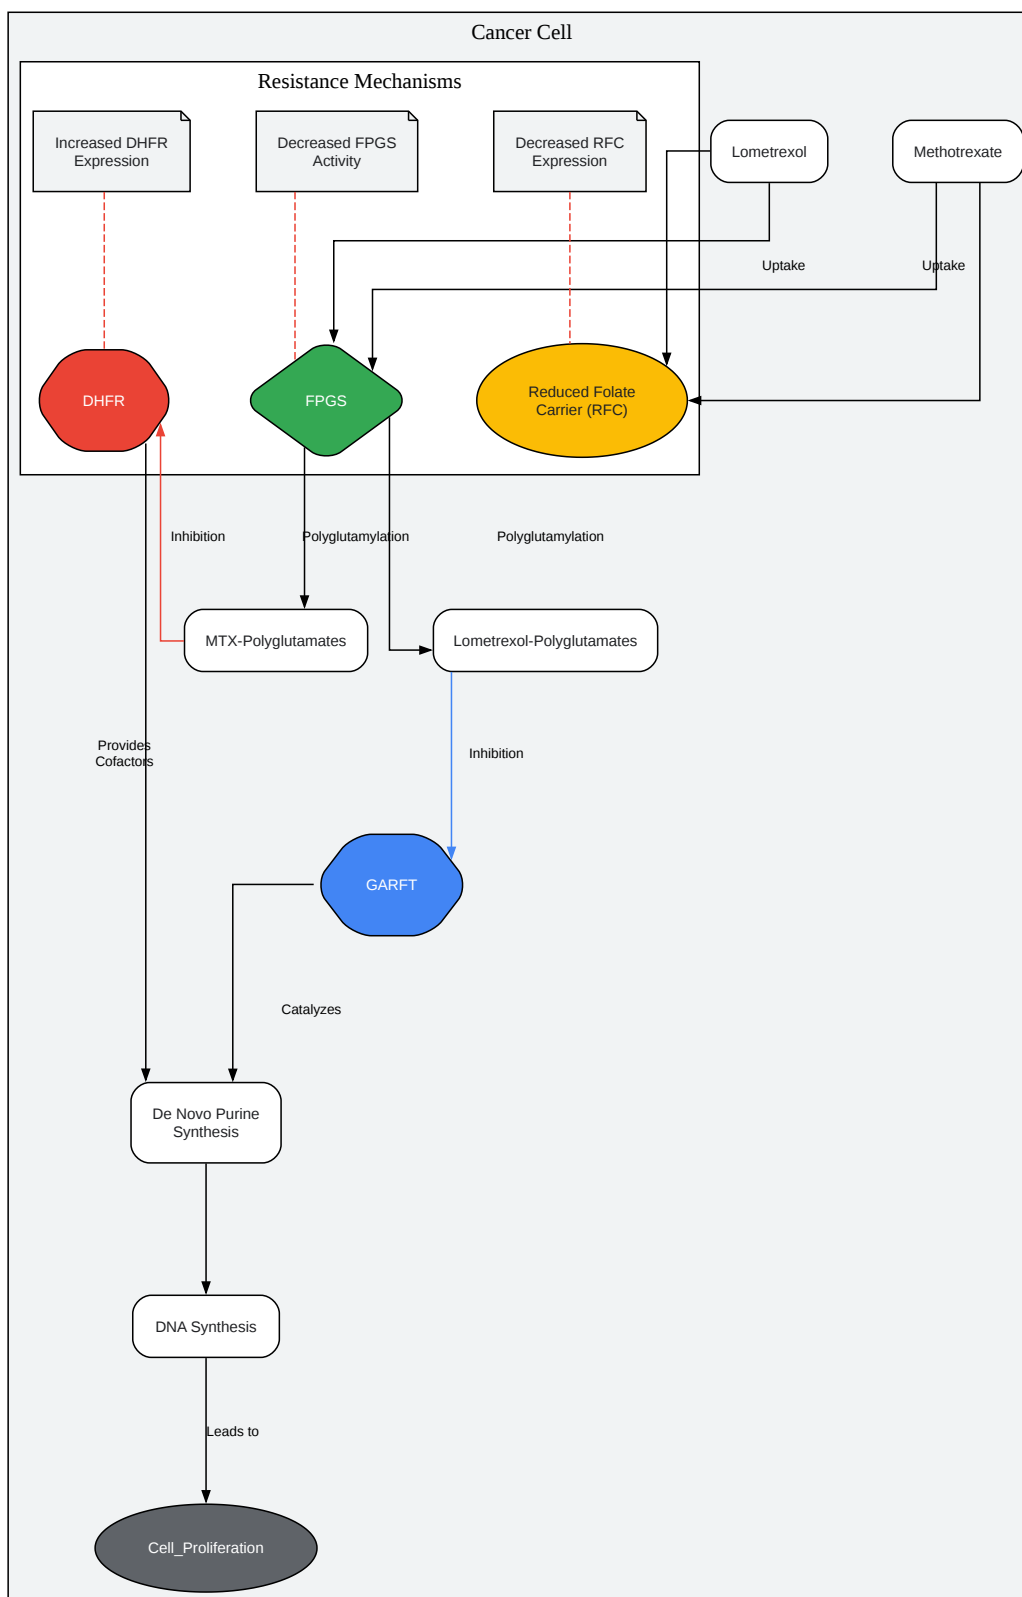 Cancer Cell
Resistance Mechanisms
Increased DHFR
Expression
Decreased FPGS
Activity
Decreased RFC
Expression
Lometrexol
Methotrexate
Uptake
Uptake
DHFR
FPGS
Reduced Folate
Carrier (RFC)
Inhibition
Polyglutamylation
Polyglutamylation
MTX-Polyglutamates
Lometrexol-Polyglutamates
Provides
Cofactors
Inhibition
GARFT
Catalyzes
De Novo Purine
Synthesis
DNA Synthesis
Leads to
Cell_Proliferation